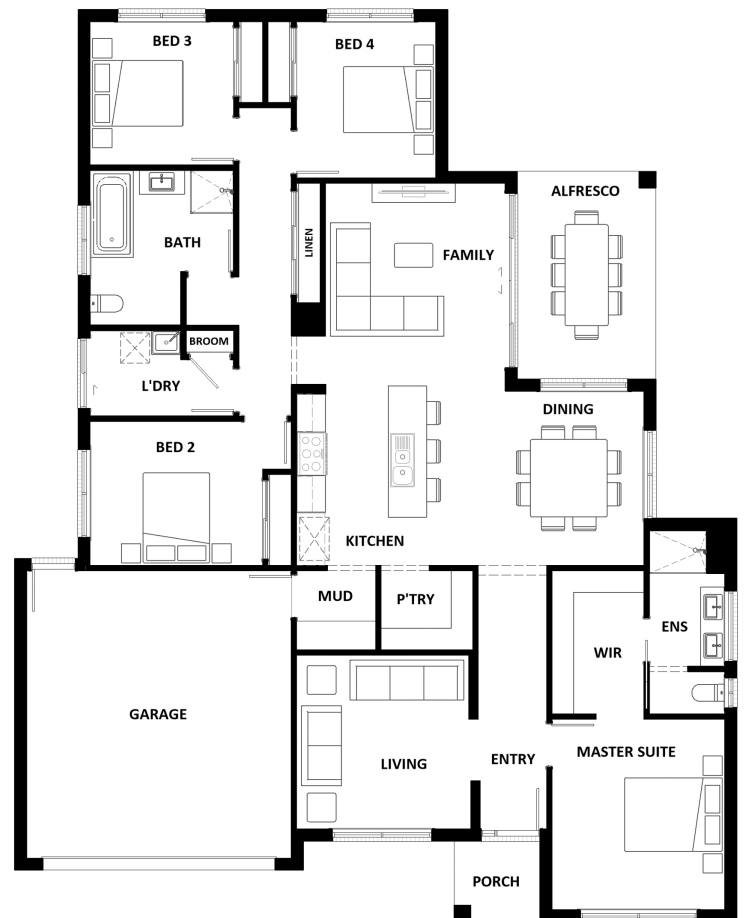 BED 3
BED 4
ALFRESCO
BATH
LINEN
FAMILY
BROOM
L'DRY
DINING
BED 2
KITCHEN
MUD
P'TRY
ENS
WIR
GARAGE
LIVING
ENTRY
MASTER SUITE
PORCH